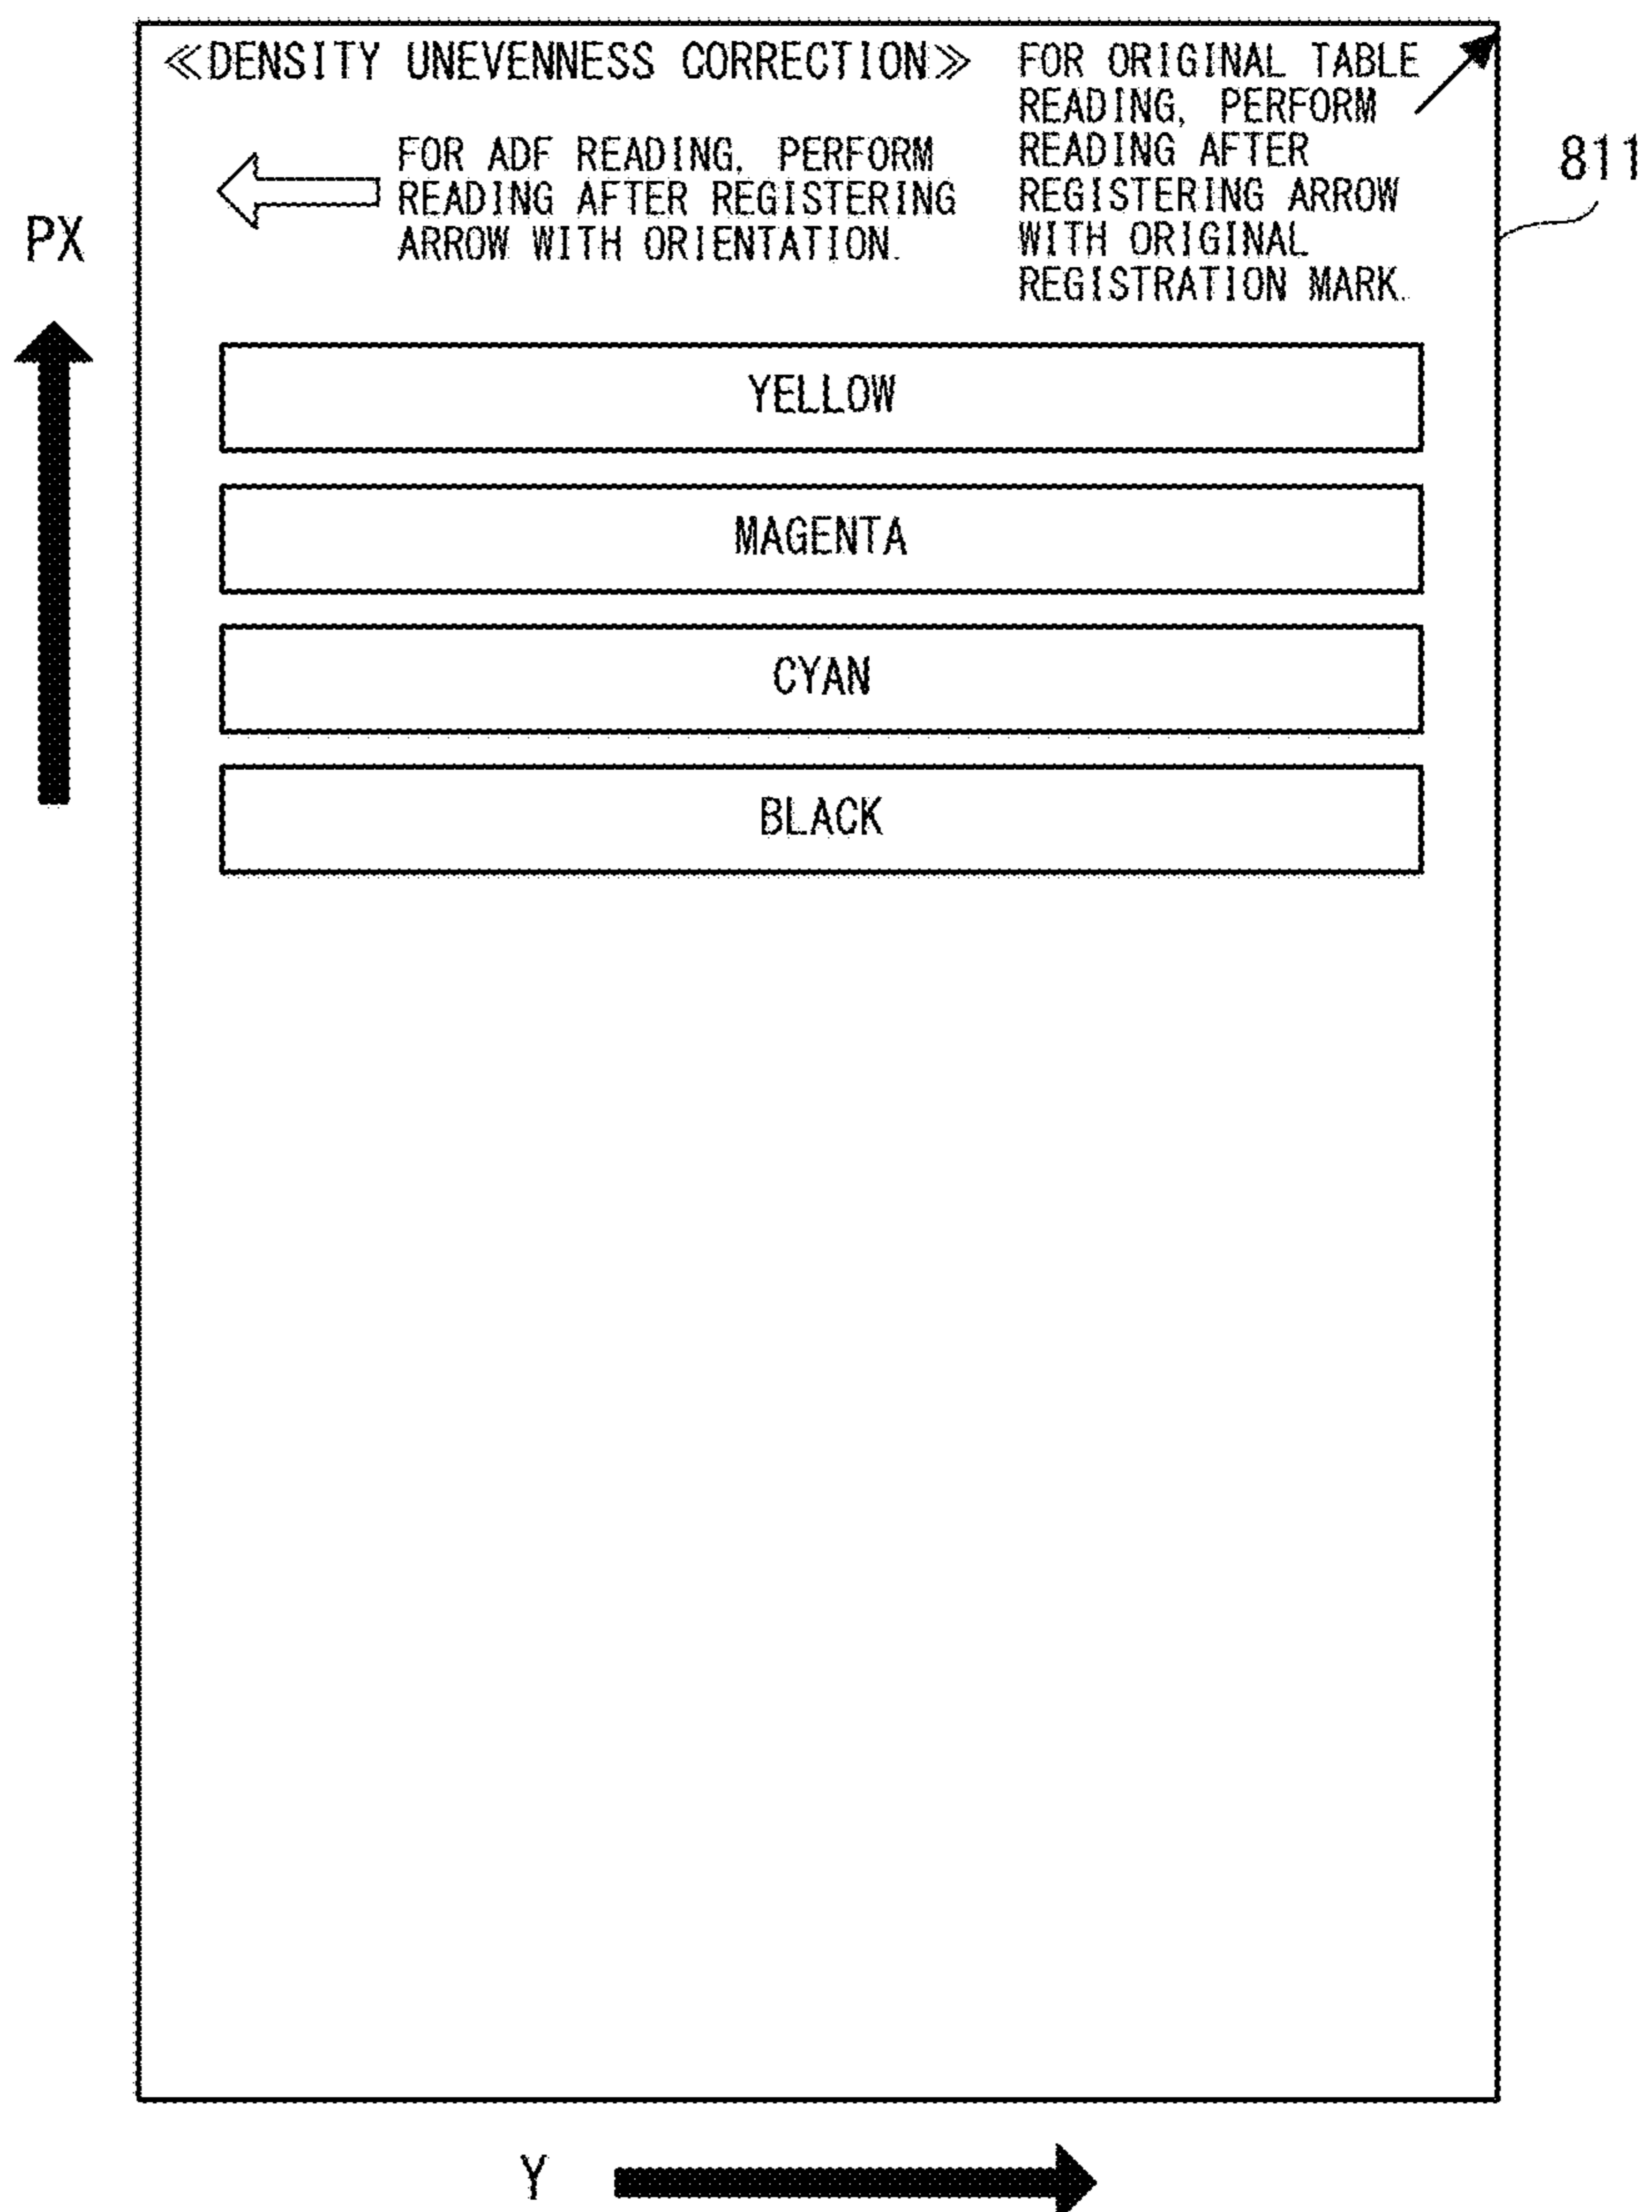 ≪DENSITY UNEVENNESS CORRECTION≫
FOR ADF READING, PERFORM
READING AFTER REGISTERING
ARROW WITH ORIENTATION.
FOR ORIGINAL TABLE
READING, PERFORM
READING AFTER
REGISTERING ARROW
WITH ORIGINAL
REGISTRATION MARK.
811
PX
YELLOW
MAGENTA
CYAN
BLACK
Y